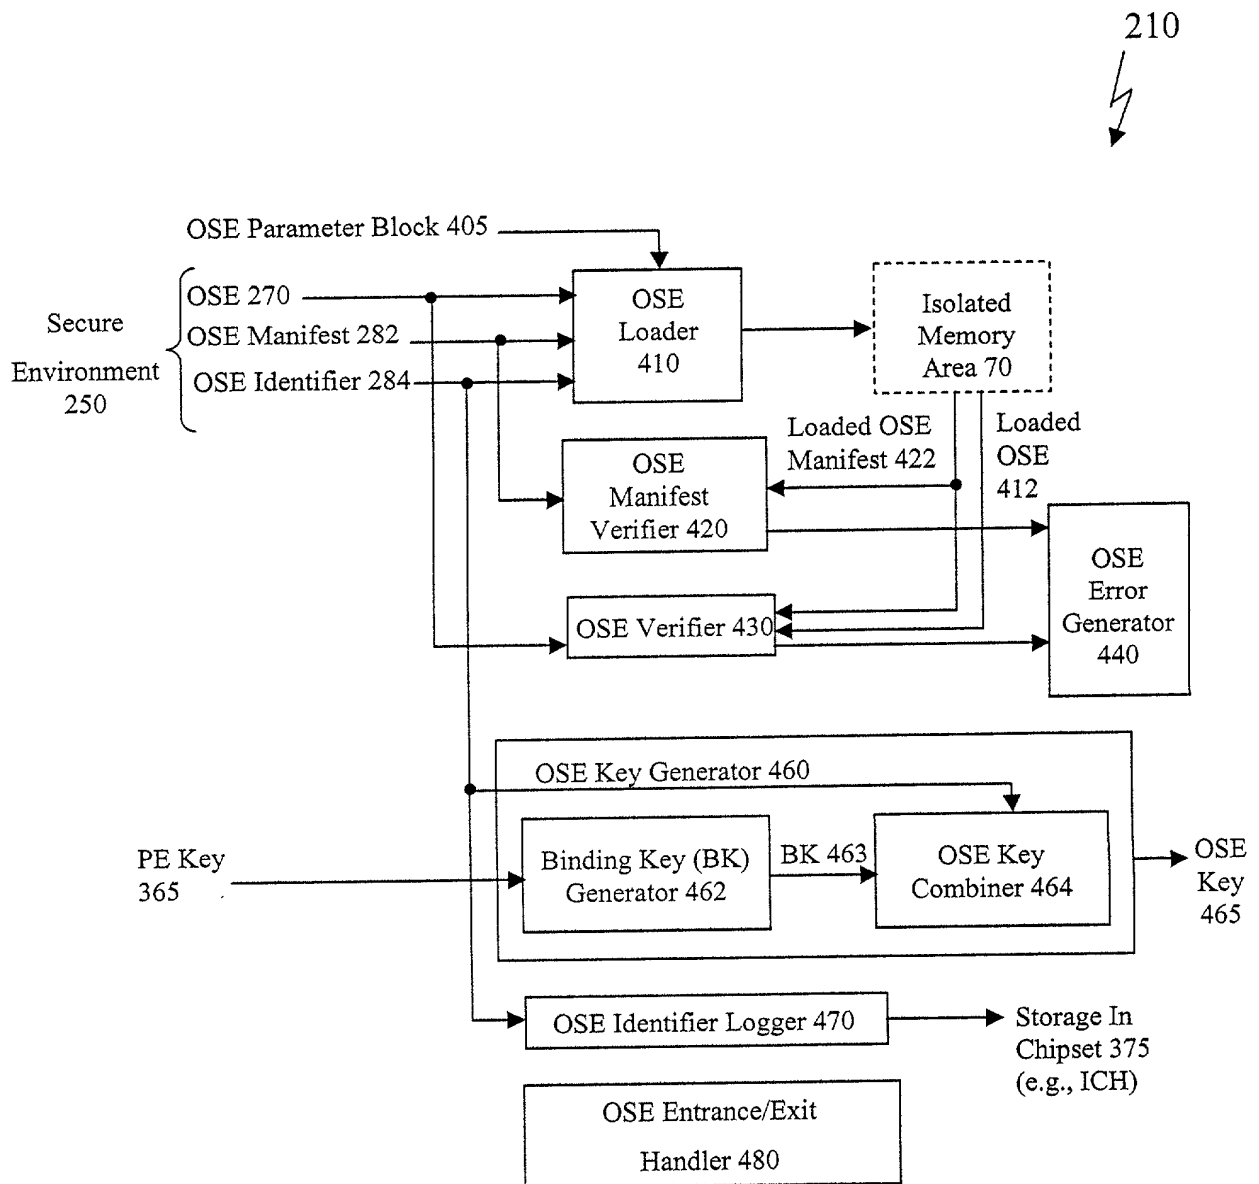 210
OSE Parameter Block 405
OSE 270
OSE Manifest 282
OSE Identifier 284
Secure
Environment
250
OSE
Loader
410
Isolated
Memory
Area 70
Loaded OSE
Manifest 422
Loaded
OSE
412
OSE
Manifest
Verifier 420
OSE Verifier 430
OSE
Error
Generator
440
OSE Key Generator 460
PE Key
365
Binding Key (BK)
Generator 462
BK 463
OSE Key
Combiner 464
OSE
Key
465
OSE Identifier Logger 470
Storage In
Chipset 375
(e.g., ICH)
OSE Entrance/Exit
Handler 480